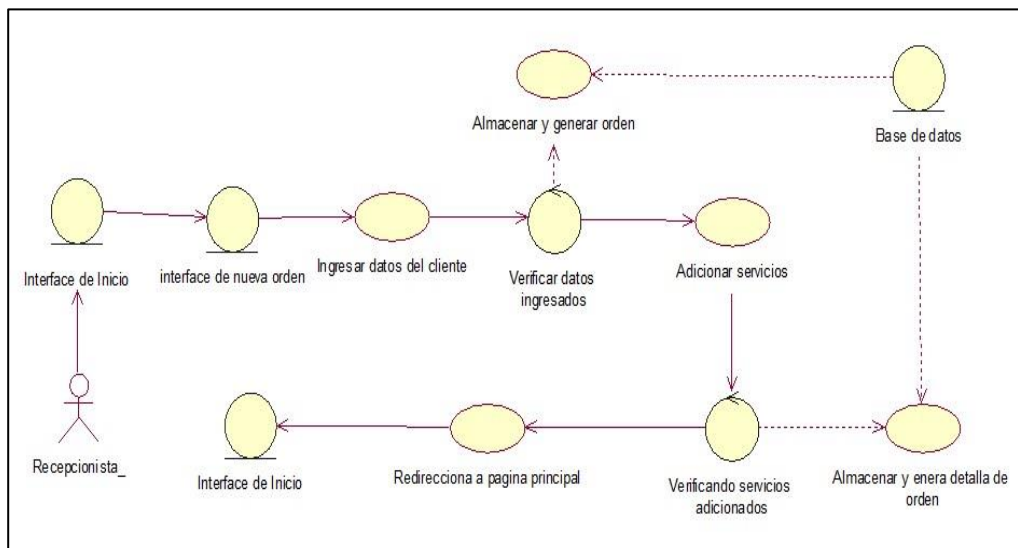 Almacenar y generar orden
Base de datos
Interface de Inicio
interface de nueva orden
Ingresar datos del cliente
Verificar datos
ingresados
Adicionar servicios
Recepcionista_
Interface de Inicio
Redirecciona a pagina principal
Verificando servicios
adicionados
Almacenar y enera detalla de
orden